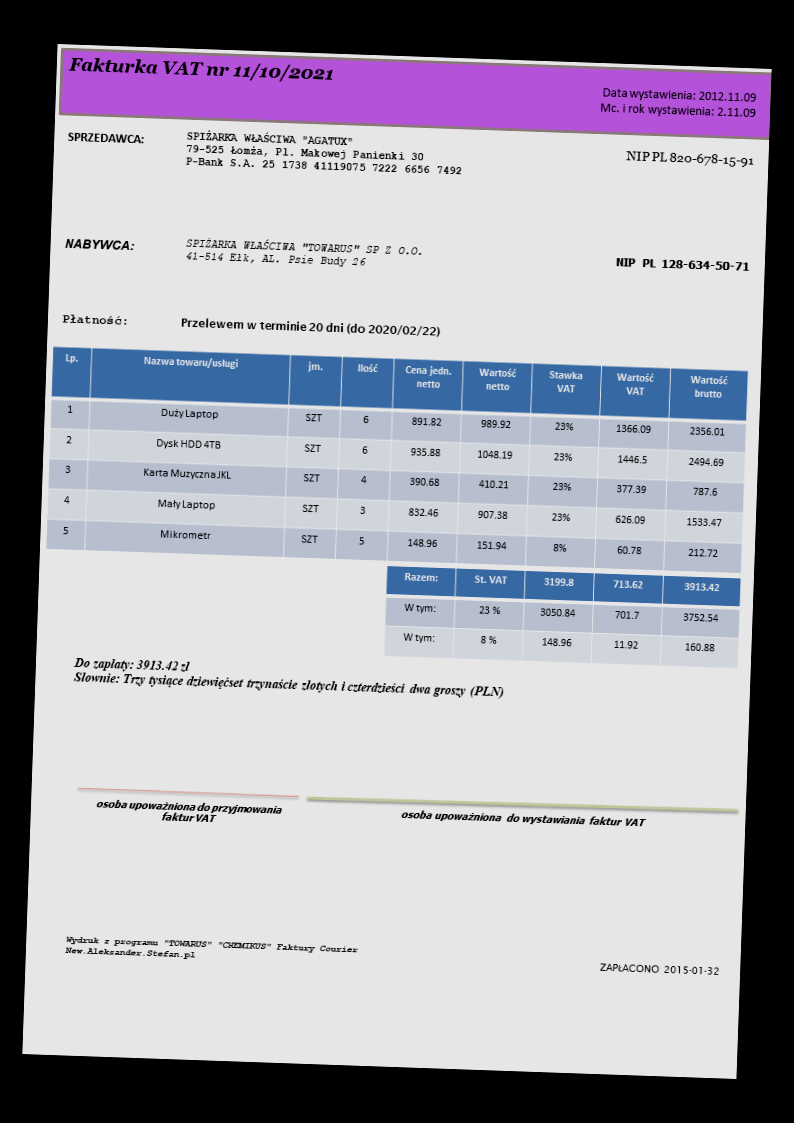 Fakturka VAT nr 11/10/2021
Data wystawienia: 2012.11.09
Mc. i rok wystawienia: 2.11.09
SPRZEDAWCA: SPIŻARKA WŁAŚCIWA "AGATUX"
79-525 Łomża, Pl. Makowej Panienki 30
P-Bank S.A. 25 1738 41119075 7222 6656 7492
NIP PL 820-678-15-91
NABYWCA: SPIŻARKA WŁAŚCIWA "TOWARUS" SP Z O.O.
41-514 Ełk, AL. Psie Budy 26
NIP PL 128-634-50-71
Płatność: Przelewem w terminie 20 dni (do 2020/02/22)
Lp. Nazwa towaru/usługi jm. Ilość Cena jedn. netto Wartość netto Stawka VAT Wartość VAT Wartość brutto
1 Duży Laptop SZT 6 891.82 989.92 23% 1366.09 2356.01
2 Dysk HDD 4TB SZT 6 935.88 1048.19 23% 1446.5 2494.69
3 Karta Muzyczna JKL SZT 4 390.68 410.21 23% 377.39 787.6
4 Mały Laptop SZT 3 832.46 907.38 23% 626.09 1533.47
5 Mikrometr SZT 5 148.96 151.94 8% 60.78 212.72
Razem: St. VAT 3199.8 713.62 3913.42
W tym: 23 % 3050.84 701.7 3752.54
W tym: 8 % 148.96 11.92 160.88
Do zapłaty: 3913.42 zł
Słownie: Trzy tysiące dziewięćset trzynaście złotych i czterdzieści dwa groszy (PLN)
osoba upoważniona do przyjmowania
faktur VAT
osoba upoważniona do wystawiania faktur VAT
Wydruk z programu "TOWARUS" "CHEMIKUS" Faktury Courier
New.Aleksander.Stefan.pl
ZAPŁACONO 2015-01-32